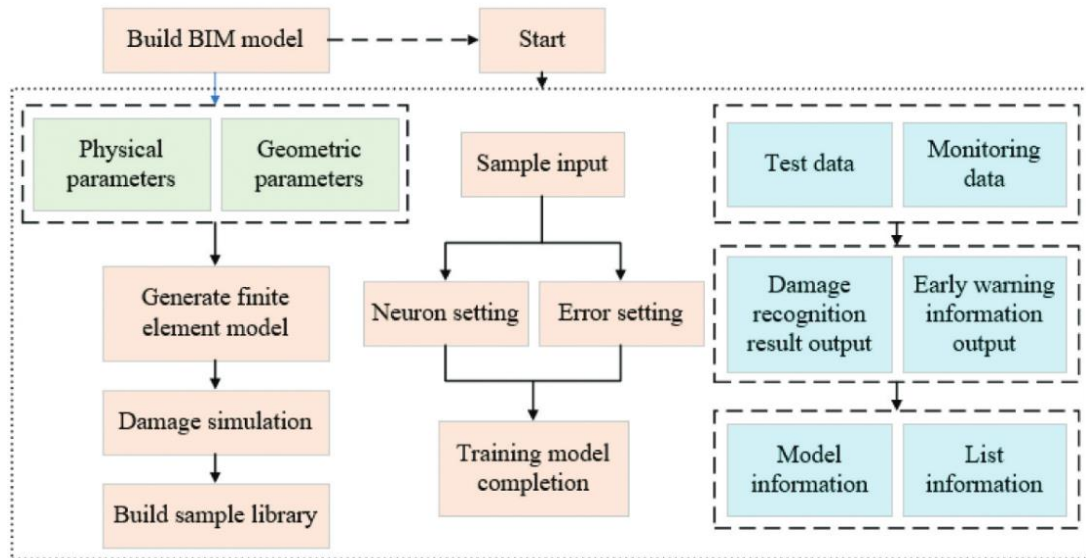 Build BIM model
Start
Physical
parameters
Geometric
parameters
Generate finite
element model
Damage simulation
Build sample library
Sample input
Neuron setting
Error setting
Training model
completion
Test data
Monitoring
data
Damage
recognition
result output
Early warning
information
output
Model
information
List
information